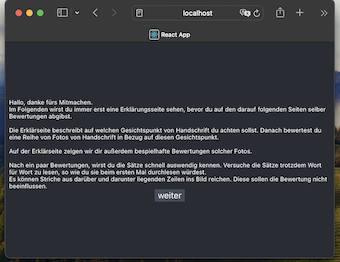 localhost
React App
Hallo, danke fürs Mitmachen.
Im Folgenden wirst du immer erst eine Erklärungsseite sehen, bevor du auf den darauf folgenden Seiten selber
Bewertungen abgibst.
Die Erklärseite beschreibt auf welchen Gesichtspunkt von Handschrift du achten sollst. Danach bewertest du
eine Reihe von Fotos von Handschrift in Bezug auf diesen Gesichtspunkt.
Auf der Erklärseite zeigen wir dir außerdem bespielhafte Bewertungen solcher Fotos.
Nach ein paar Bewertungen, wirst du die Sätze schnell auswendig kennen. Versuche die Sätze trotzdem Wort
für Wort zu lesen, so wie du sie beim ersten Mal durchlesen würdest.
Es können Striche aus darüber und darunter liegenden Zeilen ins Bild reichen. Diese sollen die Bewertung nicht
beeinflussen.
weiter